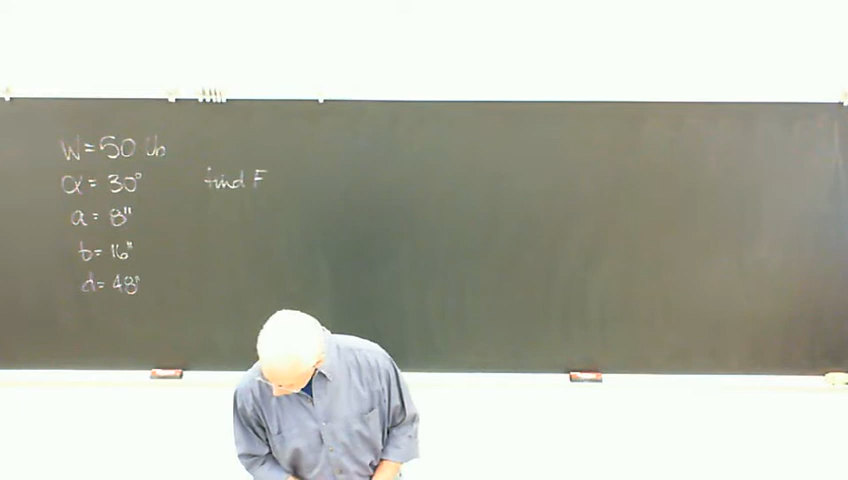 W = 50 lb
α = 30°
find F
a = 8"
b = 16"
d = 48"